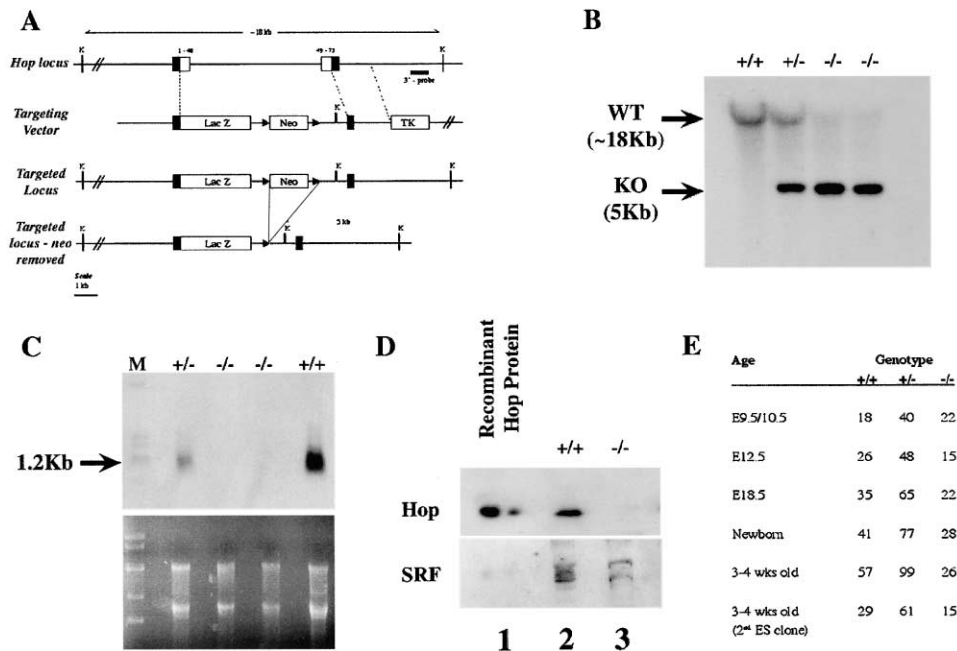 A
~18 kb
K
K
1 - 48
49 - 73
Hop locus
3' - probe
Targeting
Vector
Lac Z
Neo
K
TK
Targeted
Locus
K
Lac Z
Neo
K
K
Targeted
locus - neo
removed
K
Lac Z
K
5 kb
K
Scale
1 kb
B
+/+ +/- -/- -/-
WT
(~18Kb)
KO
(5Kb)
C
M +/- -/- -/- +/+
1.2Kb
D
Recombinant
Hop Protein
+/+ -/-
Hop
SRF
1 2 3
E
Age Genotype
+/+ +/- -/-
E9.5/10.5 18 40 22
E12.5 26 48 15
E18.5 35 65 22
Newborn 41 77 28
3-4 wks old 57 99 26
3-4 wks old 29 61 15
(2nd ES clone)